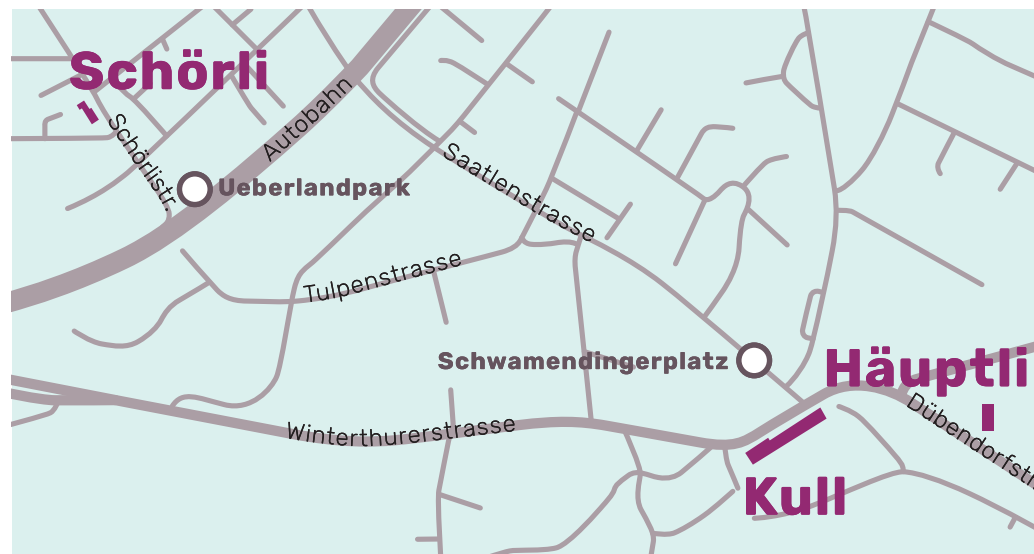 Schörli
Schörlistr.
Autobahn
Ueberlandpark
Saatlenstrasse
Tulpenstrasse
Schwamendingerplatz
Häuptli
Winterthurerstrasse
Kull